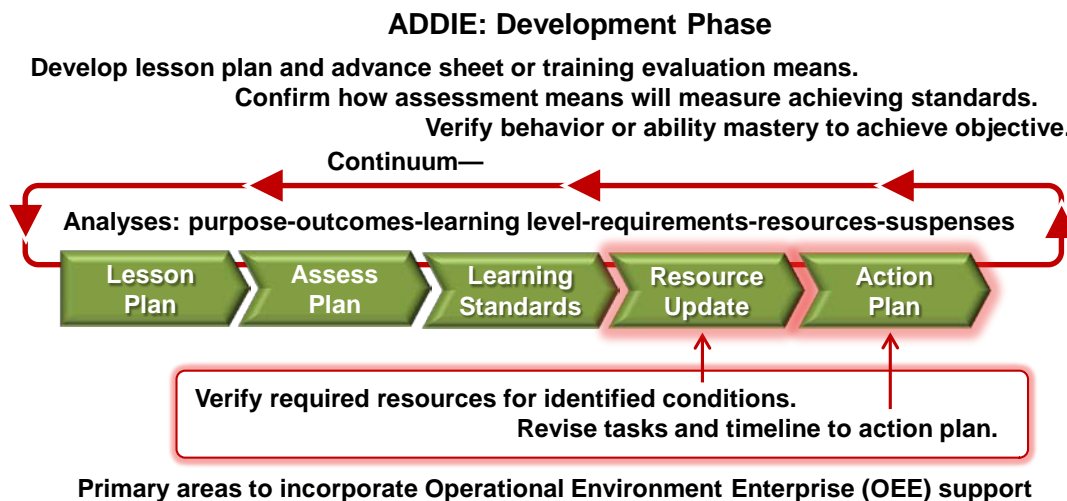 ADDIE: Development Phase
Develop lesson plan and advance sheet or training evaluation means.
Confirm how assessment means will measure achieving standards.
Verify behavior or ability mastery to achieve objective.
Continuum—
Analyses: purpose-outcomes-learning level-requirements-resources-suspenses
Lesson
Plan
Assess
Plan
Learning
Standards
Resource
Update
Action
Plan
Verify required resources for identified conditions.
Revise tasks and timeline to action plan.
Primary areas to incorporate Operational Environment Enterprise (OEE) support